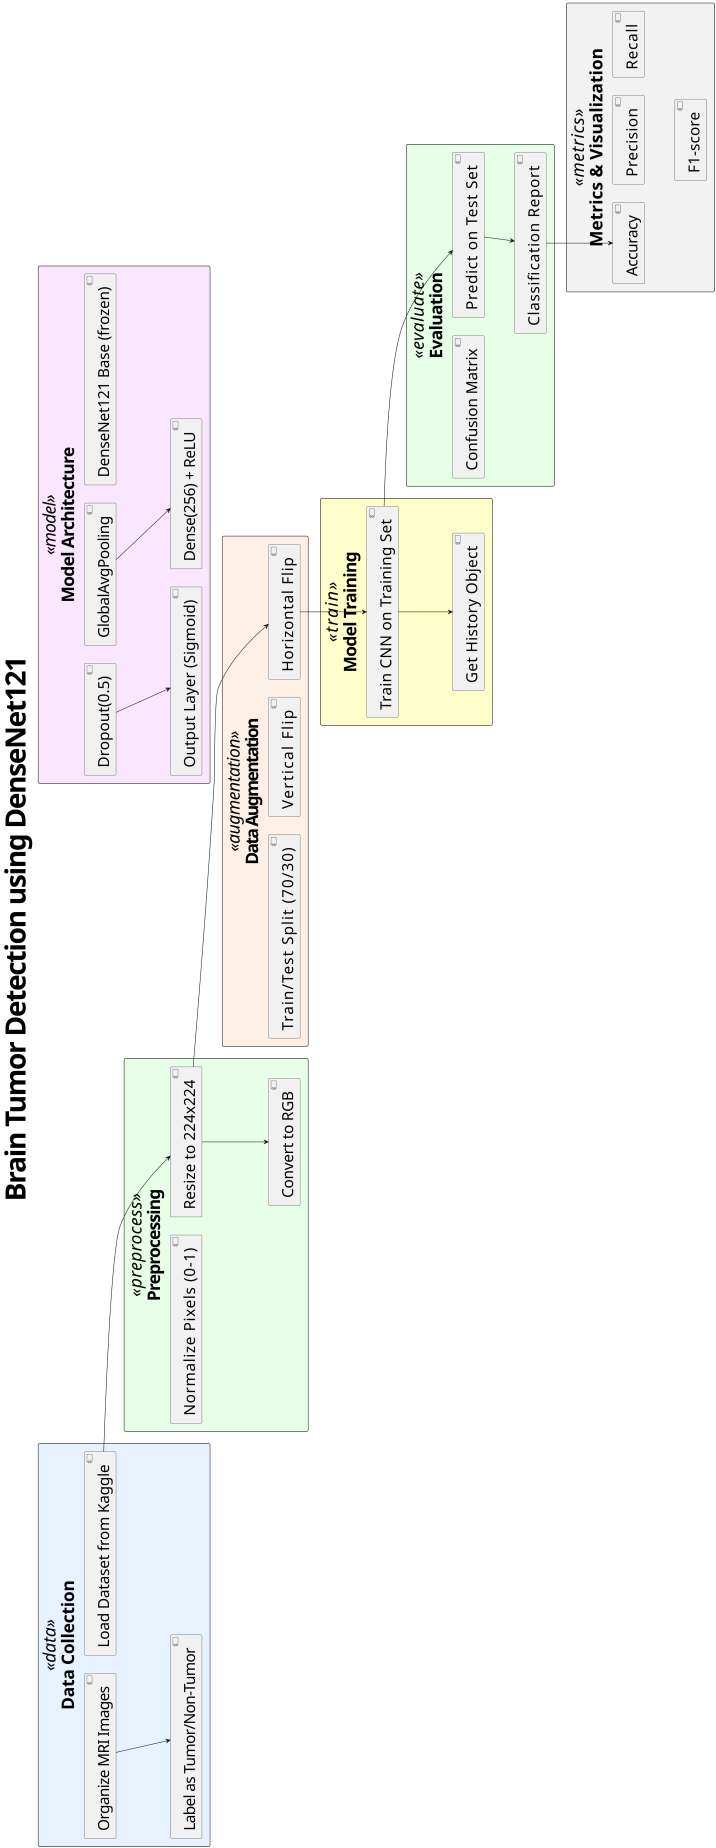 Brain Tumor Detection using DenseNet121
«data»
Data Collection
Organize MRI Images
Load Dataset from Kaggle
Label as Tumor/Non-Tumor
«preprocess»
Preprocessing
Normalize Pixels (0-1)
Resize to 224x224
Convert to RGB
«model»
Model Architecture
Dropout(0.5)
GlobalAvgPooling
DenseNet121 Base (frozen)
Output Layer (Sigmoid)
Dense(256) + ReLU
«augmentation»
Data Augmentation
Train/Test Split (70/30)
Vertical Flip
Horizontal Flip
«train»
Model Training
Train CNN on Training Set
Get History Object
«evaluate»
Evaluation
Confusion Matrix
Predict on Test Set
Classification Report
«metrics»
Metrics & Visualization
Accuracy
Precision
Recall
F1-score